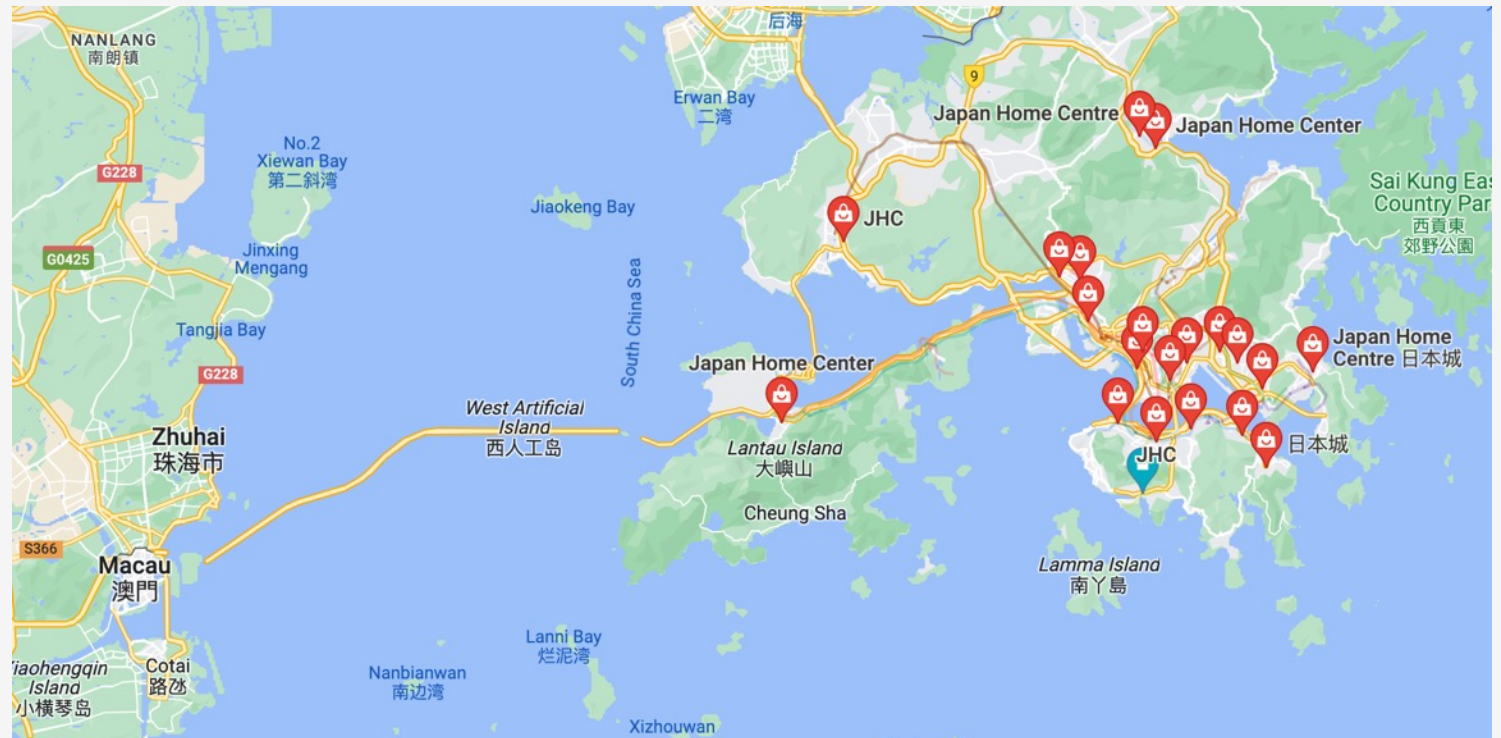 NANLANG
南朗镇
后海
9
Erwan Bay
二湾
Japan Home Centre
Japan Home Center
No.2
Xiewan Bay
第二斜湾
G228
Sai Kung Eas
Country Par
西貢東
郊野公園
Jiaokeng Bay
JHC
G0425
Jinxing
Mengang
South China Sea
Tangjia Bay
G228
Japan Home
Centre 日本城
Japan Home Center
West Artificial
Island
西人工岛
Zhuhai
珠海市
Lantau Island
大嶼山
JHC
日本城
Cheung Sha
S366
Macau
澳門
Lamma Island
南丫島
Lanni Bay
烂泥湾
Cotai
路氹
Nanbianwan
南边湾
iaohengqin
Island
小横琴岛
Xizhouwan